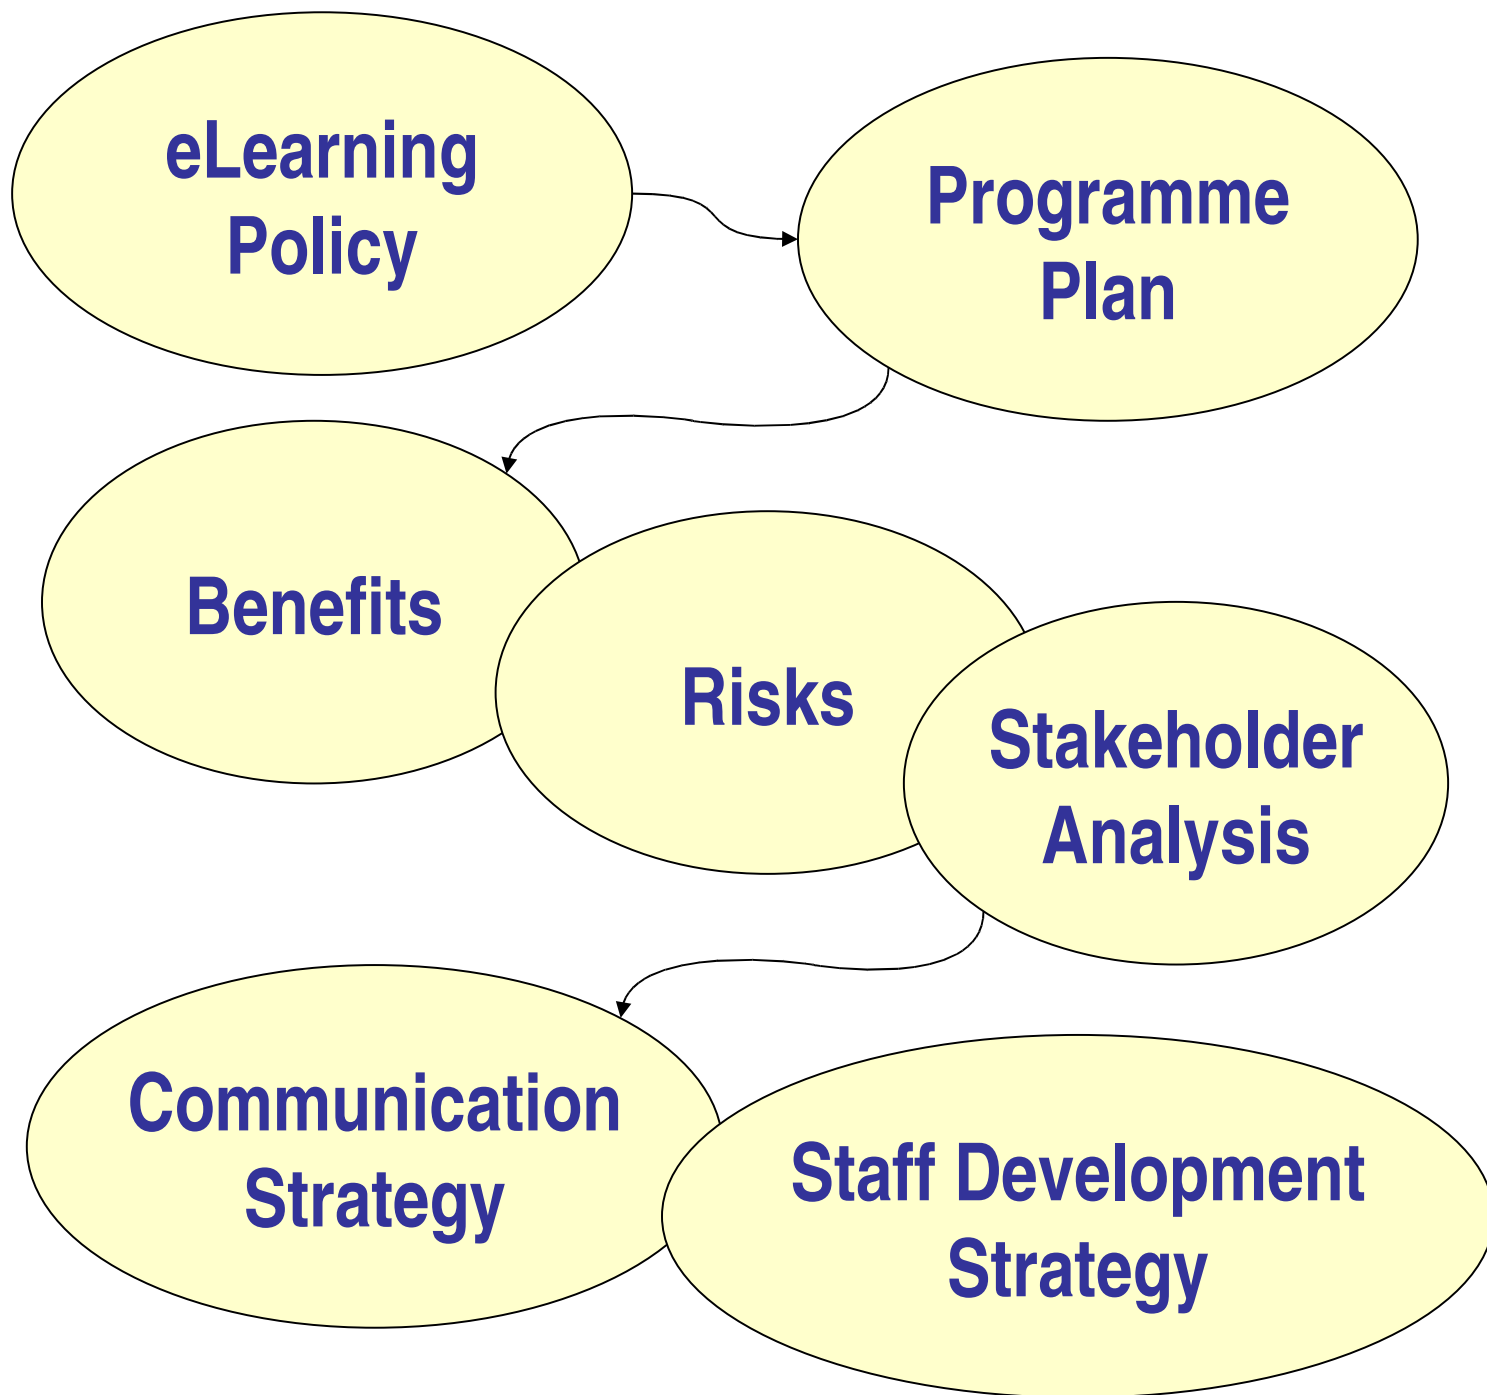 eLearning
Policy
Programme
Plan
Benefits
Risks
Stakeholder
Analysis
Communication
Strategy
Staff Development
Strategy